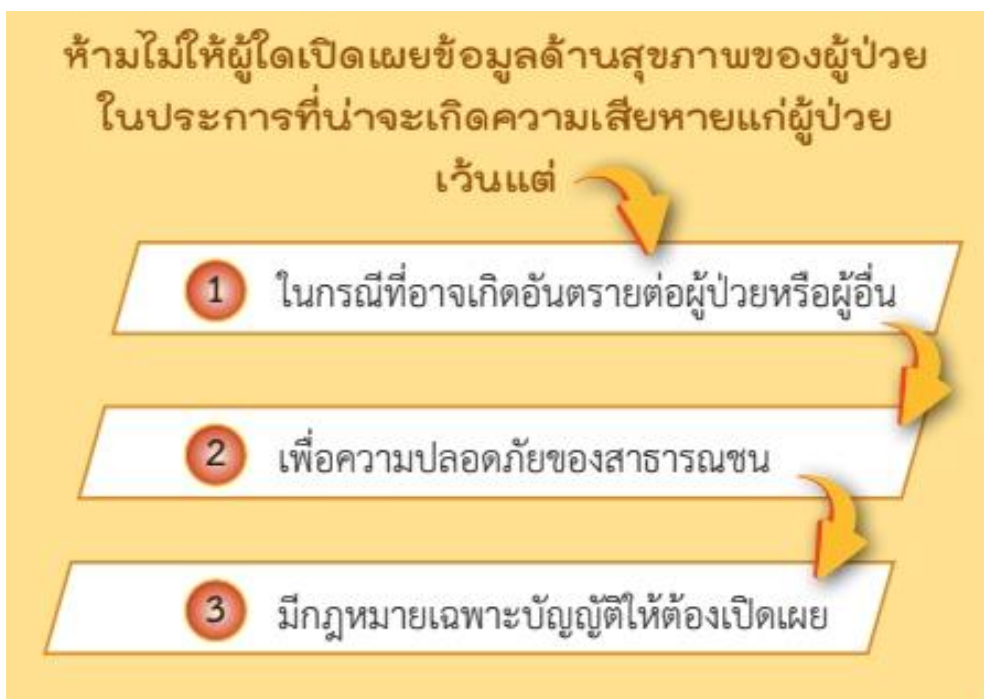 ห้ามไม่ให้ผู้ใดเปิดเผยข้อมูลด้านสุขภาพของผู้ป่วย
ในประการที่น่าจะเกิดความเสียหายแก่ผู้ป่วย
เว้นแต่
1 ในกรณีที่อาจเกิดอันตรายต่อผู้ป่วยหรือผู้อื่น
2 เพื่อความปลอดภัยของสาธารณชน
3 มีกฎหมายเฉพาะบัญญัติให้ต้องเปิดเผย